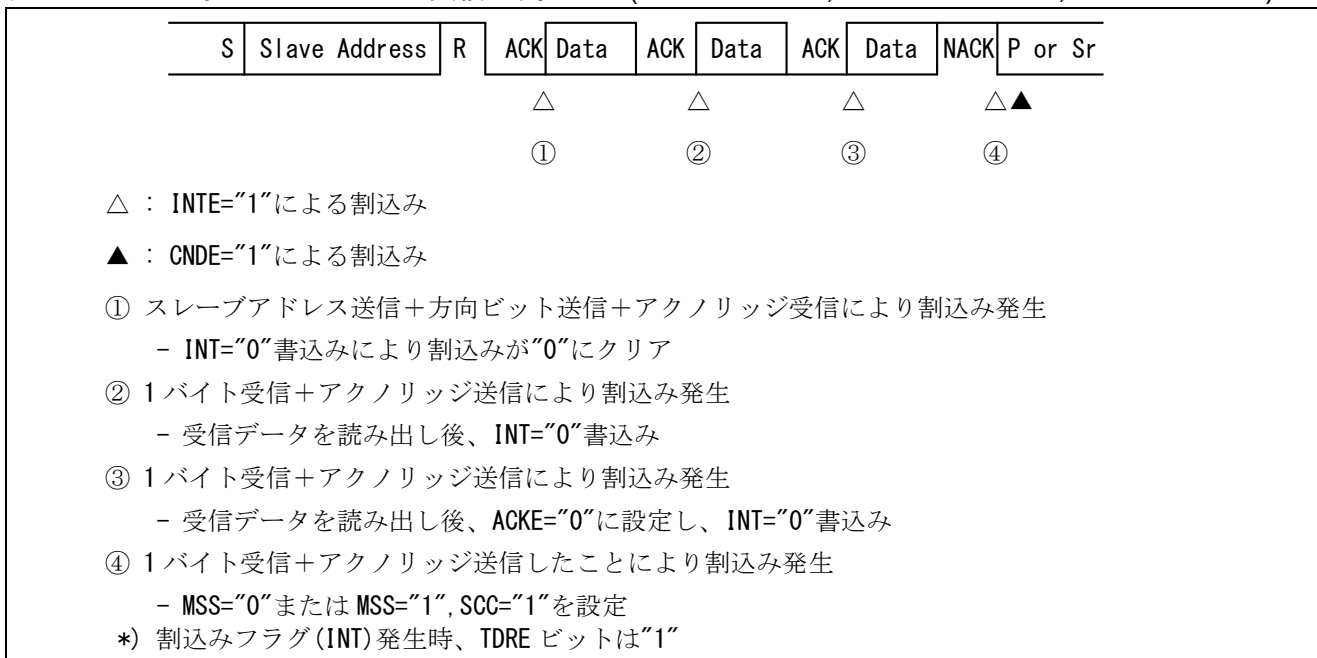 S Slave Address R ACK Data ACK Data ACK Data NACK P or Sr
△ △ △ △▲
① ② ③ ④
△ : INTE="1"による割込み
▲ : CNDE="1"による割込み
① スレーブアドレス送信+方向ビット送信+アクノリッジ受信により割込み発生
- INT="0"書込みにより割込みが"0"にクリア
② 1バイト受信+アクノリッジ送信により割込み発生
- 受信データを読み出し後、INT="0"書込み
③ 1バイト受信+アクノリッジ送信により割込み発生
- 受信データを読み出し後、ACKE="0"に設定し、INT="0"書込み
④ 1バイト受信+アクノリッジ送信したことにより割込み発生
- MSS="0"または MSS="1",SCC="1"を設定
*) 割込みフラグ(INT)発生時、TDRE ビットは"1"